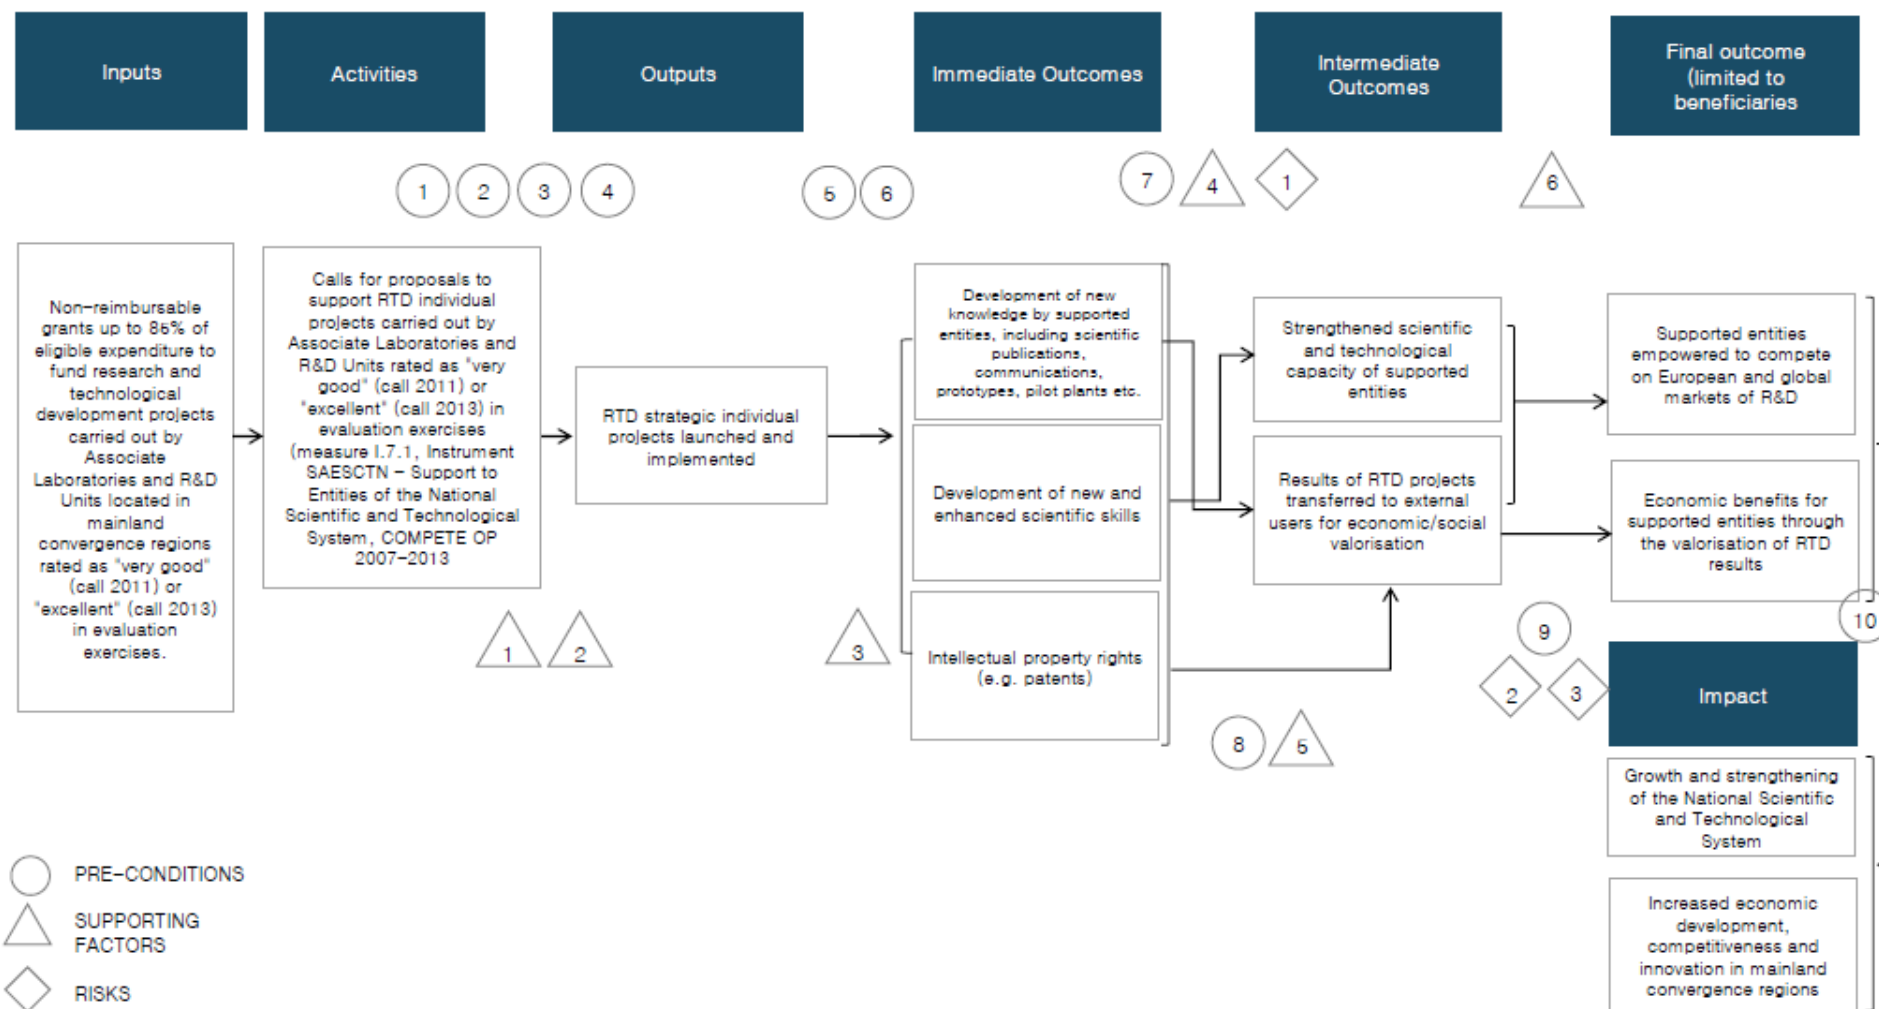 Inputs
Activities
Outputs
Immediate Outcomes
Intermediate
Outcomes
Final outcome
(limited to
beneficiaries
1
2
3
4
5
6
7
4
1
6
Non-reimbursable
grants up to 85% of
eligible expenditure to
fund research and
technological
development projects
carried out by
Associate
Laboratories and R&D
Units located in
mainland
convergence regions
rated as "very good"
(call 2011) or
"excellent" (call 2013)
in evaluation
exercises.
Calls for proposals to
support RTD individual
projects carried out by
Associate Laboratories and
R&D Units rated as "very
good" (call 2011) or
"excellent" (call 2013) in
evaluation exercises
(measure I.7.1, Instrument
SAESCTN - Support to
Entities of the National
Scientific and Technological
System, COMPETE OP
2007-2013
RTD strategic individual
projects launched and
implemented
Development of new
knowledge by supported
entities, including scientific
publications,
communications,
prototypes, pilot plants etc.
Development of new and
enhanced scientific skills
Intellectual property rights
(e.g. patents)
Strengthened scientific
and technological
capacity of supported
entities
Results of RTD projects
transferred to external
users for economic/social
valorisation
Supported entities
empowered to compete
on European and global
markets of R&D
Economic benefits for
supported entities through
the valorisation of RTD
results
1
2
3
8
5
9
2
3
10
Impact
Growth and strengthening
of the National Scientific
and Technological
System
Increased economic
development,
competitiveness and
innovation in mainland
convergence regions
PRE-CONDITIONS
SUPPORTING
FACTORS
RISKS